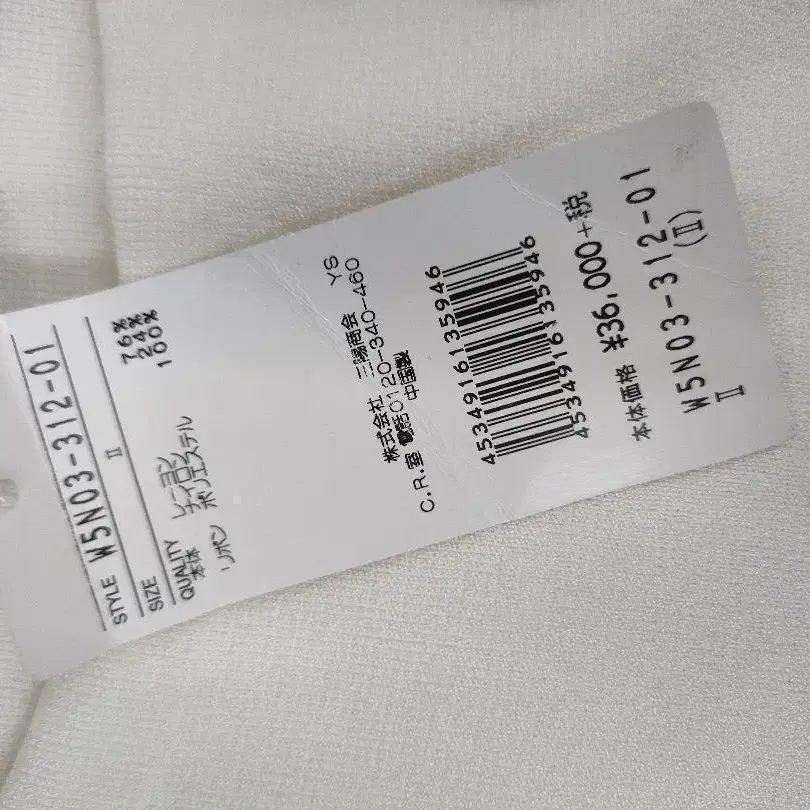 STYLE W5N03-312-01
SIZE II
QUALITY
本体 レーヨン 76%
ナイロン 24%
リボン ポリエステル 100%
YS
株式会社 三陽商会
C.R.室 電話0120-340-460
中国製
4534916135946
4534916135946
本体価格 ¥36,000+税
W5N03-312-01
II (II)